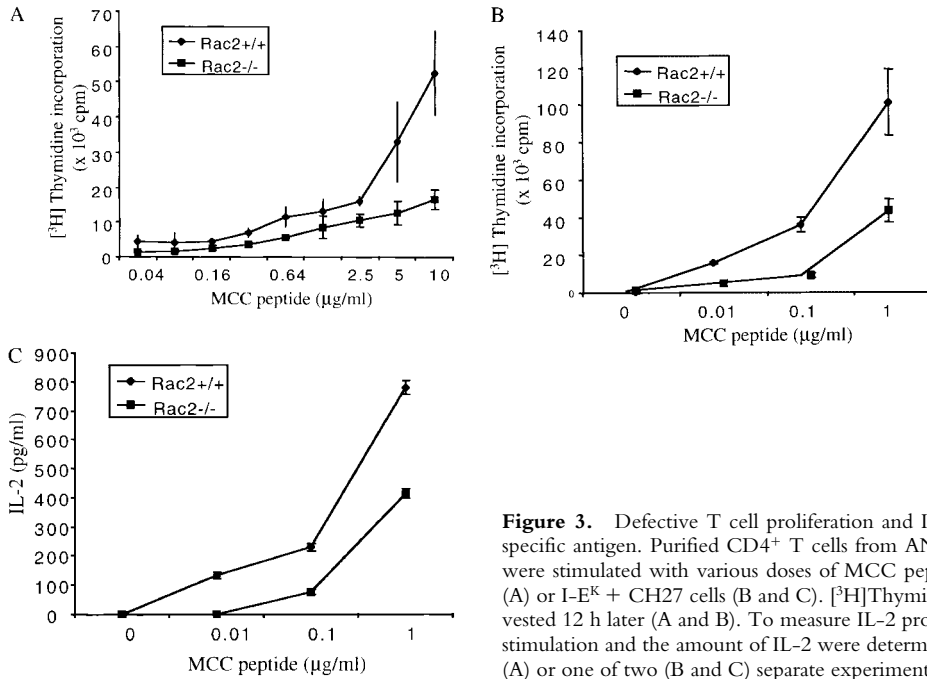 A
[³H] Thymidine incorporation
(x 10³ cpm)
70
60
50
40
30
20
10
0
Rac2+/+
Rac2-/-
0.04 0.16 0.64 2.5 5 10
MCC peptide (µg/ml)
B
[³H] Thymidine incorporation
(x 10³ cpm)
140
120
100
80
60
40
20
0
Rac2+/+
Rac2-/-
0 0.01 0.1 1
MCC peptide (µg/ml)
C
IL-2 (pg/ml)
900
800
700
600
500
400
300
200
100
0
Rac2+/+
Rac2-/-
0 0.01 0.1 1
MCC peptide (µg/ml)
Figure 3. Defective T cell proliferation and I
specific antigen. Purified CD4⁺ T cells from AN
were stimulated with various doses of MCC pep
(A) or I-Eᴷ + CH27 cells (B and C). [³H]Thymi
vested 12 h later (A and B). To measure IL-2 pro
stimulation and the amount of IL-2 were determ
(A) or one of two (B and C) separate experiment